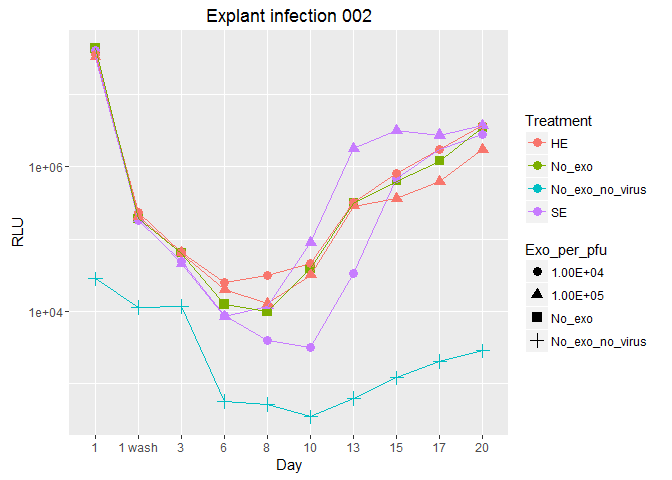 Explant infection 002
RLU
1e+06
1e+04
1
1 wash
3
6
8
10
13
15
17
20
Day
Treatment
HE
No_exo
No_exo_no_virus
SE
Exo_per_pfu
1.00E+04
1.00E+05
No_exo
No_exo_no_virus